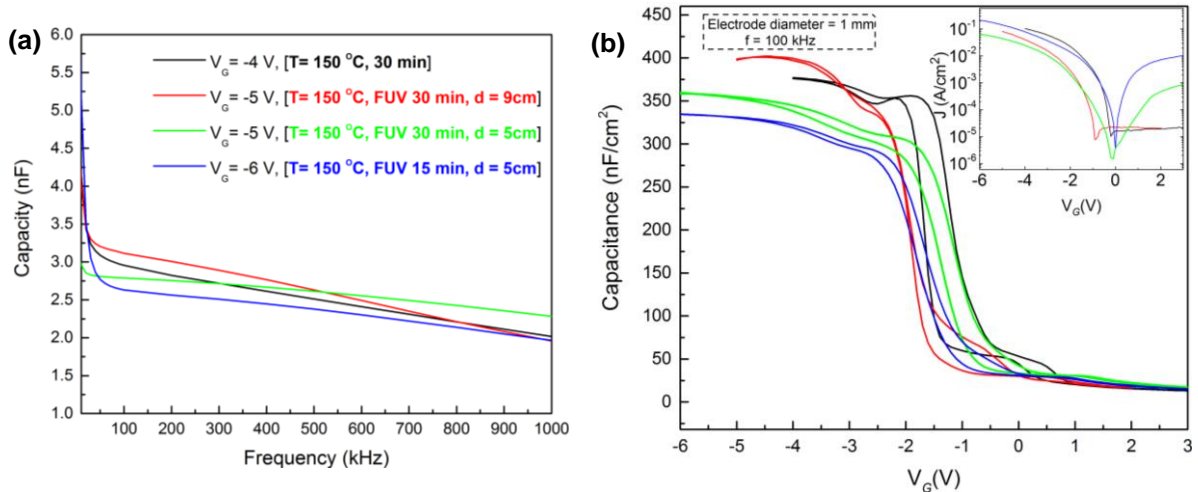 (a)
6.0
5.5
5.0
4.5
4.0
3.5
3.0
2.5
2.0
1.5
1.0
Capacity (nF)
V_G= -4 V, [T= 150 °C, 30 min]
V_G= -5 V, [T= 150 °C, FUV 30 min, d = 9cm]
V_G= -5 V, [T= 150 °C, FUV 30 min, d = 5cm]
V_G= -6 V, [T= 150 °C, FUV 15 min, d = 5cm]
100 200 300 400 500 600 700 800 900 1000
Frequency (kHz)
(b)
450
400
350
300
250
200
150
100
50
0
Capacitance (nF/cm²)
Electrode diameter = 1 mm
f = 100 kHz
10⁻¹
10⁻²
10⁻³
10⁻⁴
10⁻⁵
10⁻⁶
J (A/cm²)
-6 -4 -2 0 2
V_G(V)
-6 -5 -4 -3 -2 -1 0 1 2 3
V_G(V)